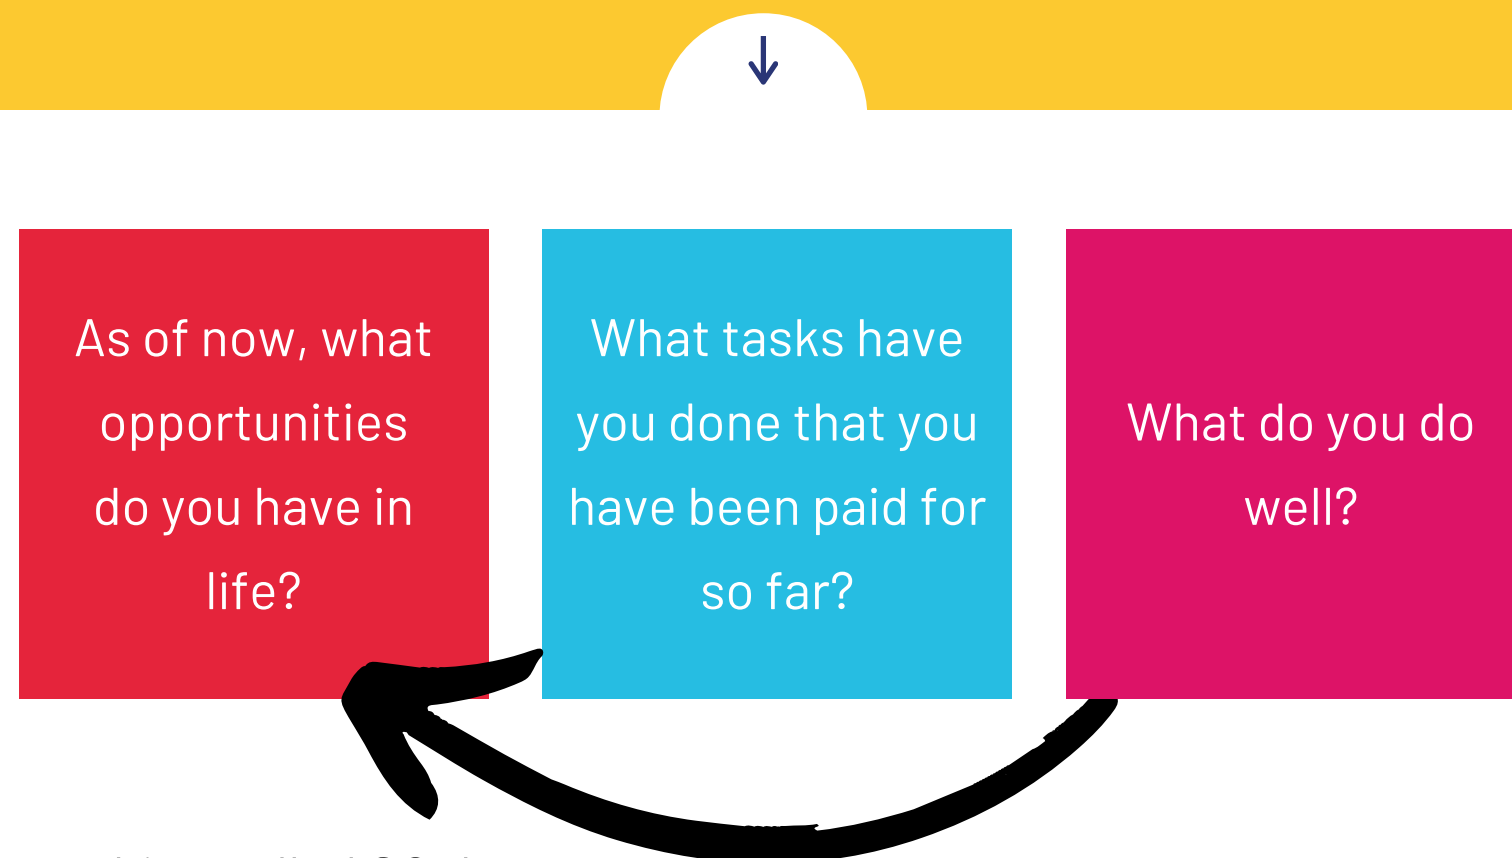 As of now, what
opportunities
do you have in
life?
What tasks have
you done that you
have been paid for
so far?
What do you do
well?